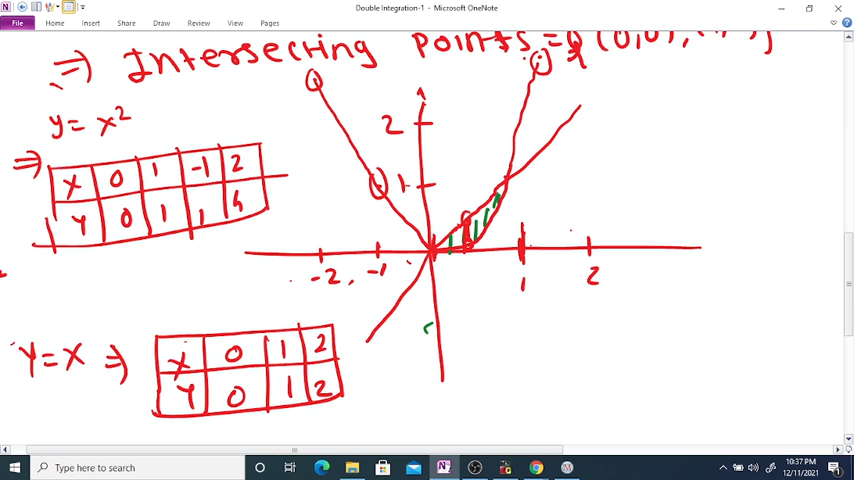 Double Integration-1 - Microsoft OneNote
File Home Insert Share Draw Review View Pages
=> Intersecting points = (0,0),
y = x2
2
=> X 0 1 -1 2
1
Y 0 1 1 4
-2 -1 1 2
Y = X => X 0 1 2
Y 0 1 2
Type here to search
10:37 PM
12/11/2021